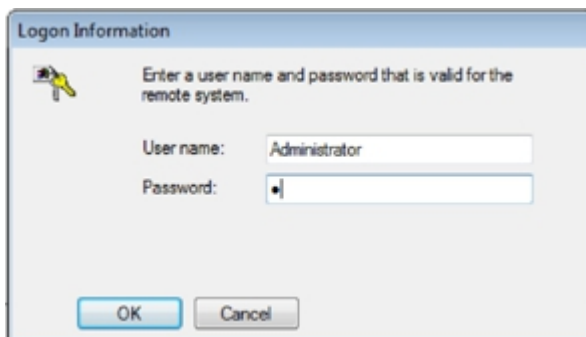 Logon Information
Enter a user name and password that is valid for the
remote system.
User name:
Administrator
Password:
●
OK
Cancel